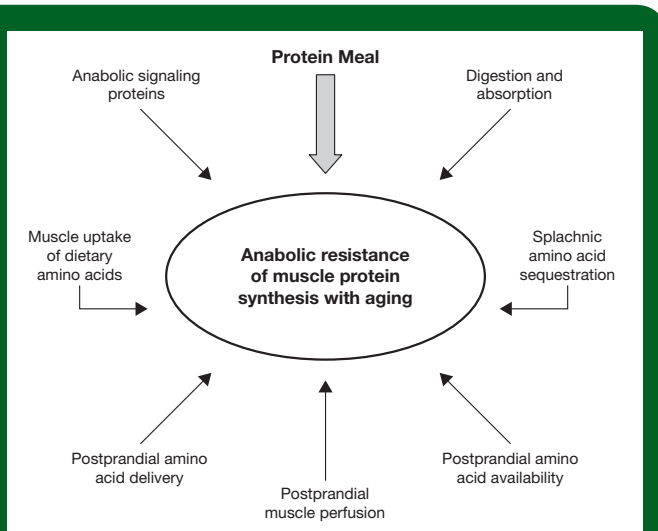 Protein Meal
Anabolic signaling
proteins
Digestion and
absorption
Muscle uptake
of dietary
amino acids
Anabolic resistance
of muscle protein
synthesis with aging
Splachnic
amino acid
sequestration
Postprandial amino
acid delivery
Postprandial
muscle perfusion
Postprandial amino
acid availability